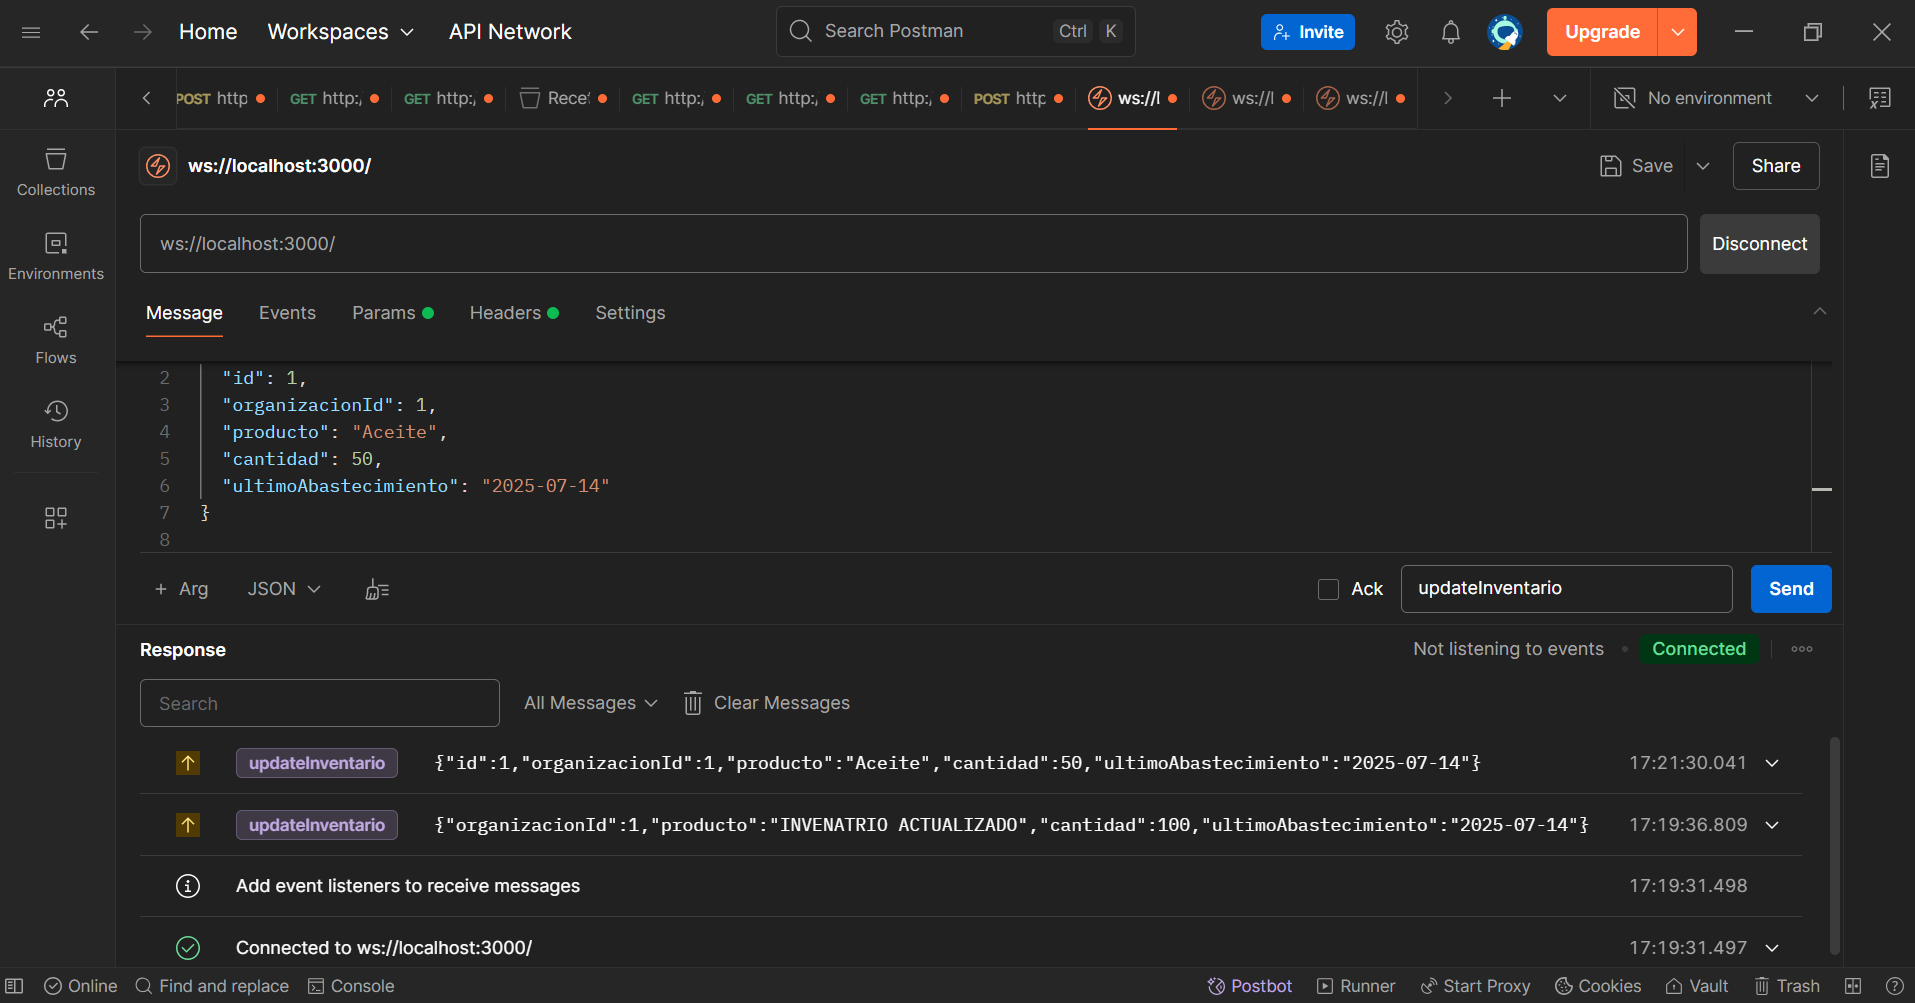 Home Workspaces API Network Search Postman Ctrl K Invite Upgrade
POST http GET http:/ GET http:/ Rece GET http:/ GET http:/ GET http:/ POST http ws://l ws://l ws://l No environment
ws://localhost:3000/ Save Share
Collections
ws://localhost:3000/ Disconnect
Environments
Message Events Params Headers Settings
Flows
2 "id": 1,
3 "organizacionId": 1,
4 "producto": "Aceite",
History
5 "cantidad": 50,
6 "ultimoAbastecimiento": "2025-07-14"
7 }
8
+ Arg JSON Ack updateInventario Send
Response Not listening to events Connected
Search All Messages Clear Messages
updateInventario {"id":1,"organizacionId":1,"producto":"Aceite","cantidad":50,"ultimoAbastecimiento":"2025-07-14"} 17:21:30.041
updateInventario {"organizacionId":1,"producto":"INVENATRIO ACTUALIZADO","cantidad":100,"ultimoAbastecimiento":"2025-07-14"} 17:19:36.809
Add event listeners to receive messages 17:19:31.498
Connected to ws://localhost:3000/ 17:19:31.497
Online Find and replace Console Postbot Runner Start Proxy Cookies Vault Trash